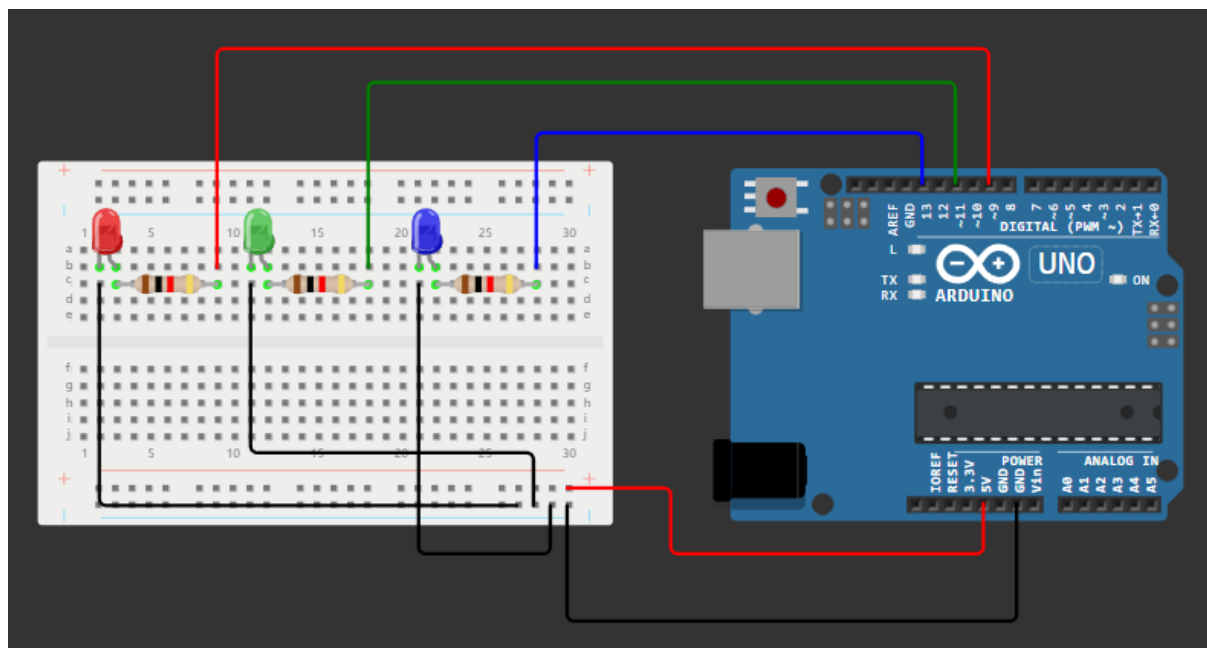 + +
1 5 10 15 20 25 30
a a
b b
c c
d d
e e
f f
g g
h h
i i
j j
1 5 10 15 20 25 30
+ +
AREF GND 13 12 ~11 ~10 ~9 8 7 ~6 ~5 4 ~3 2 TX→1 RX←0
DIGITAL (PWM ~)
L
UNO
TX
RX
ARDUINO
ON
POWER ANALOG IN
IOREF RESET 3.3V 5V GND GND Vin A0 A1 A2 A3 A4 A5